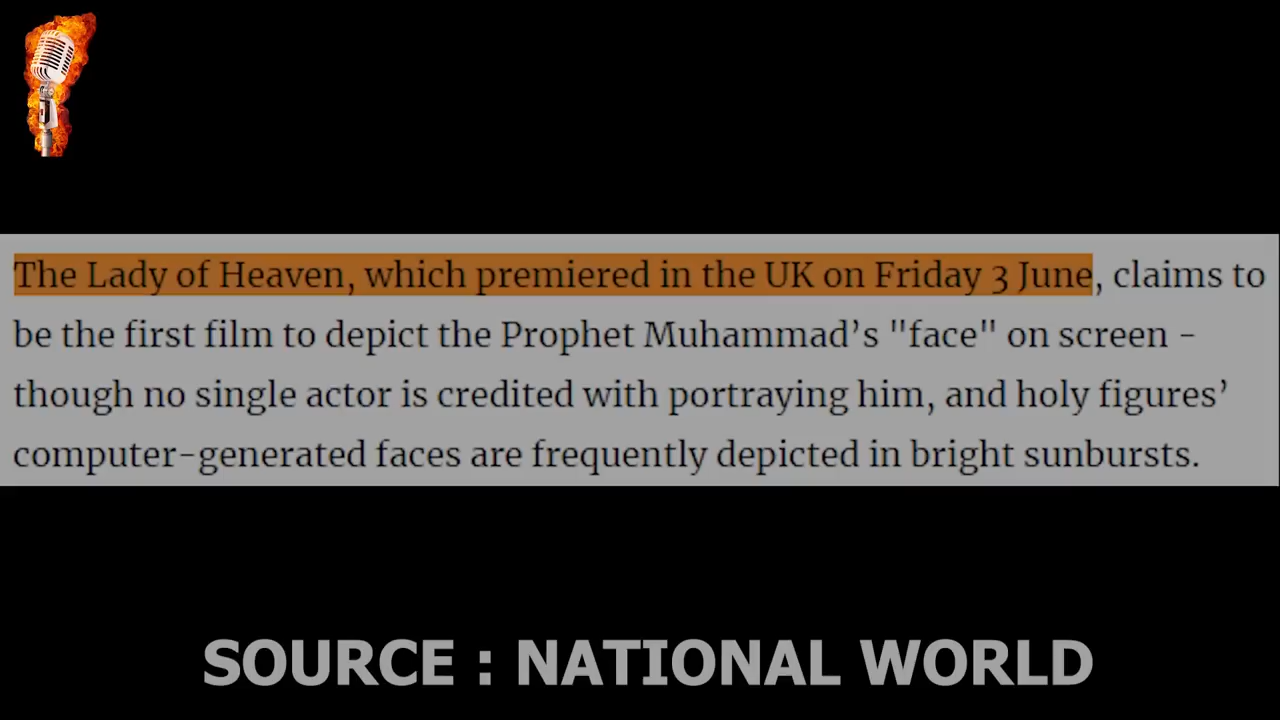 The Lady of Heaven, which premiered in the UK on Friday 3 June, claims to
be the first film to depict the Prophet Muhammad’s "face" on screen -
though no single actor is credited with portraying him, and holy figures’
computer-generated faces are frequently depicted in bright sunbursts.
SOURCE : NATIONAL WORLD